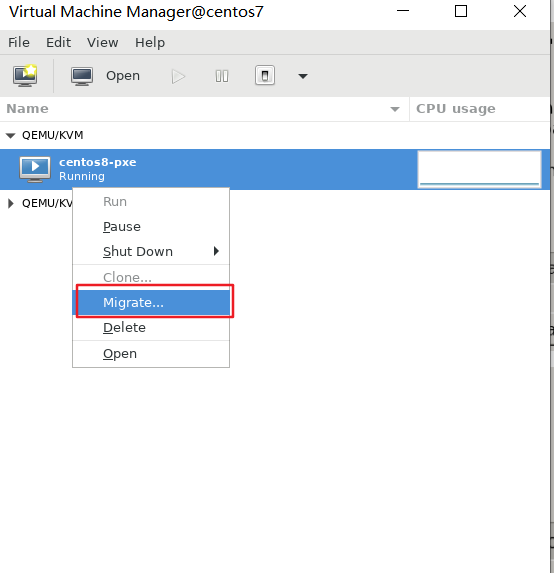 Virtual Machine Manager@centos7
File Edit View Help
Open
Name CPU usage
QEMU/KVM
centos8-pxe
Running
QEMU/KV
Run
Pause
Shut Down
Clone...
Migrate...
Delete
Open